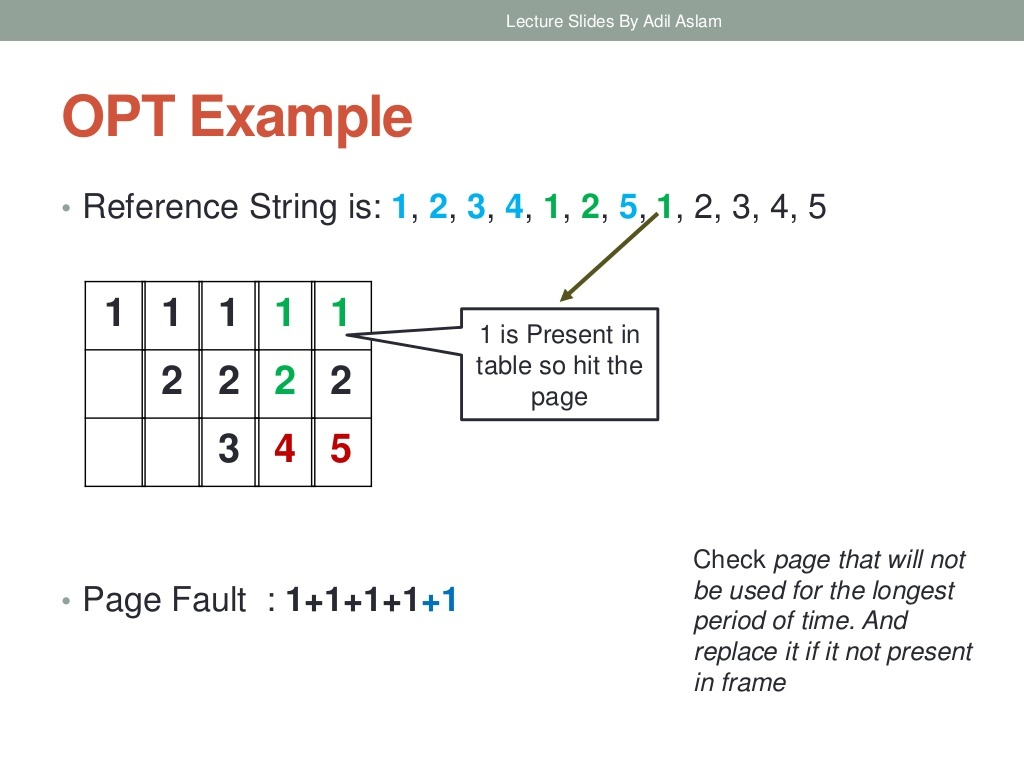 Lecture Slides By Adil Aslam
OPT Example
• Reference String is: 1, 2, 3, 4, 1, 2, 5, 1, 2, 3, 4, 5
1 1 1 1 1
2 2 2 2
3 4 5
1 is Present in
table so hit the
page
• Page Fault : 1+1+1+1+1
Check page that will not
be used for the longest
period of time. And
replace it if it not present
in frame